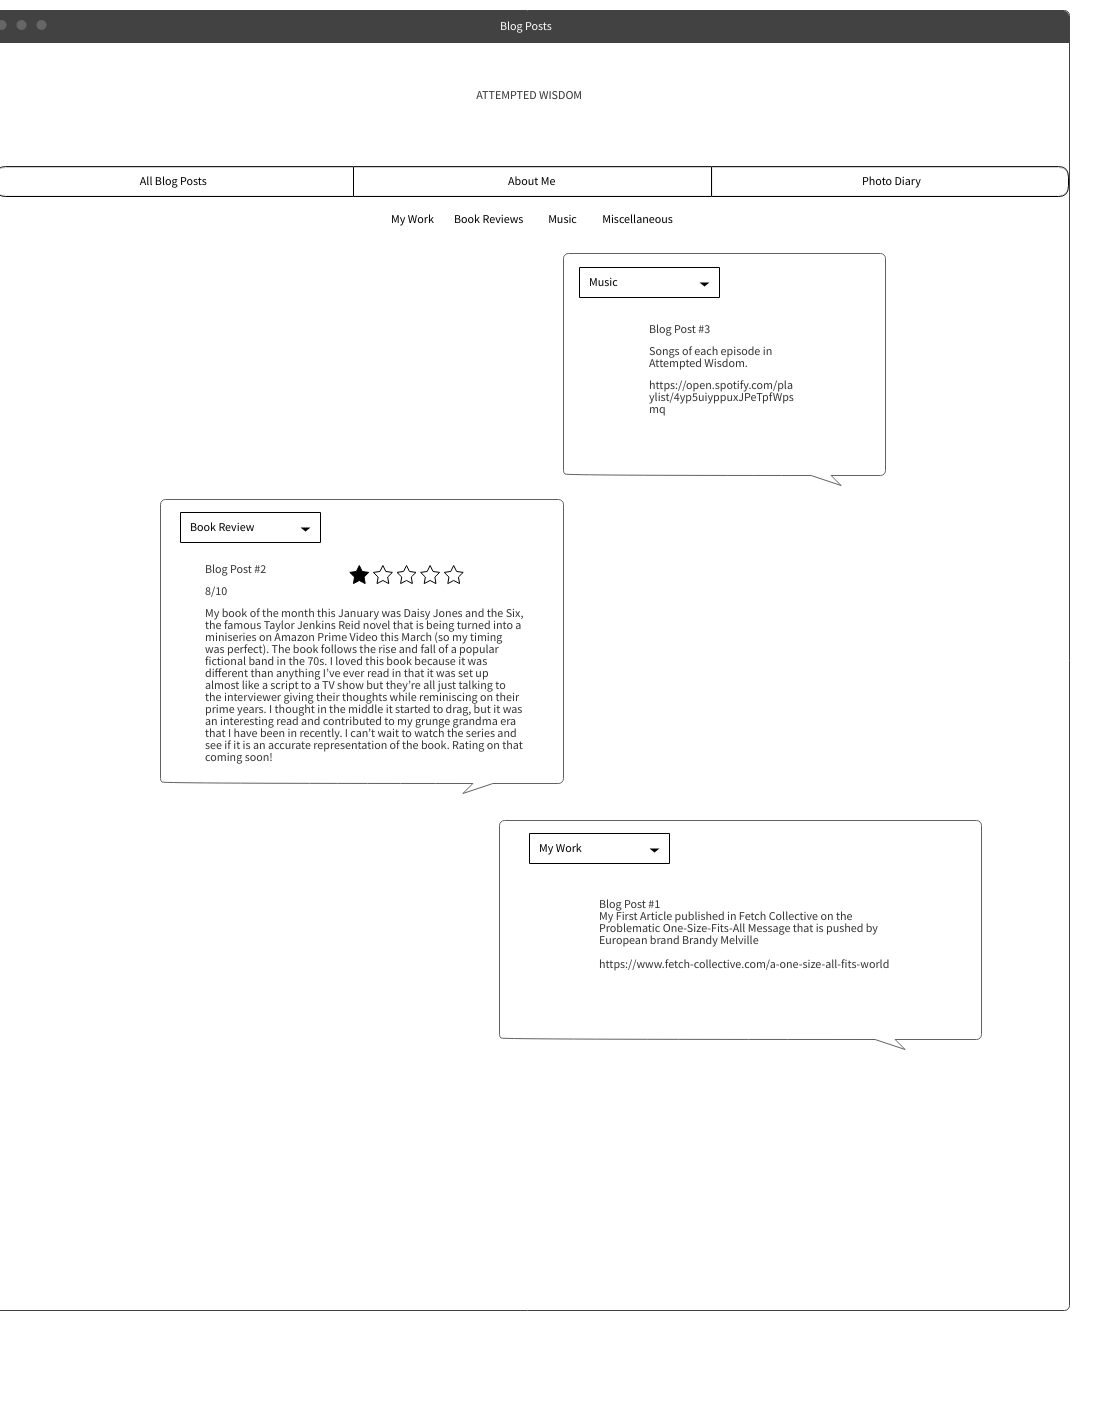 Blog Posts
ATTEMPTED WISDOM
All Blog Posts
About Me
Photo Diary
My Work
Book Reviews
Music
Miscellaneous
Music
Blog Post #3
Songs of each episode in
Attempted Wisdom.
https://open.spotify.com/pla
ylist/4yp5uiyppuxJPeTpfWps
mq
Book Review
Blog Post #2
8/10
My book of the month this January was Daisy Jones and the Six,
the famous Taylor Jenkins Reid novel that is being turned into a
miniseries on Amazon Prime Video this March (so my timing
was perfect). The book follows the rise and fall of a popular
fictional band in the 70s. I loved this book because it was
different than anything I've ever read in that it was set up
almost like a script to a TV show but they're all just talking to
the interviewer giving their thoughts while reminiscing on their
prime years. I thought in the middle it started to drag, but it was
an interesting read and contributed to my grunge grandma era
that I have been in recently. I can't wait to watch the series and
see if it is an accurate representation of the book. Rating on that
coming soon!
My Work
Blog Post #1
My First Article published in Fetch Collective on the
Problematic One-Size-Fits-All Message that is pushed by
European brand Brandy Melville
https://www.fetch-collective.com/a-one-size-all-fits-world